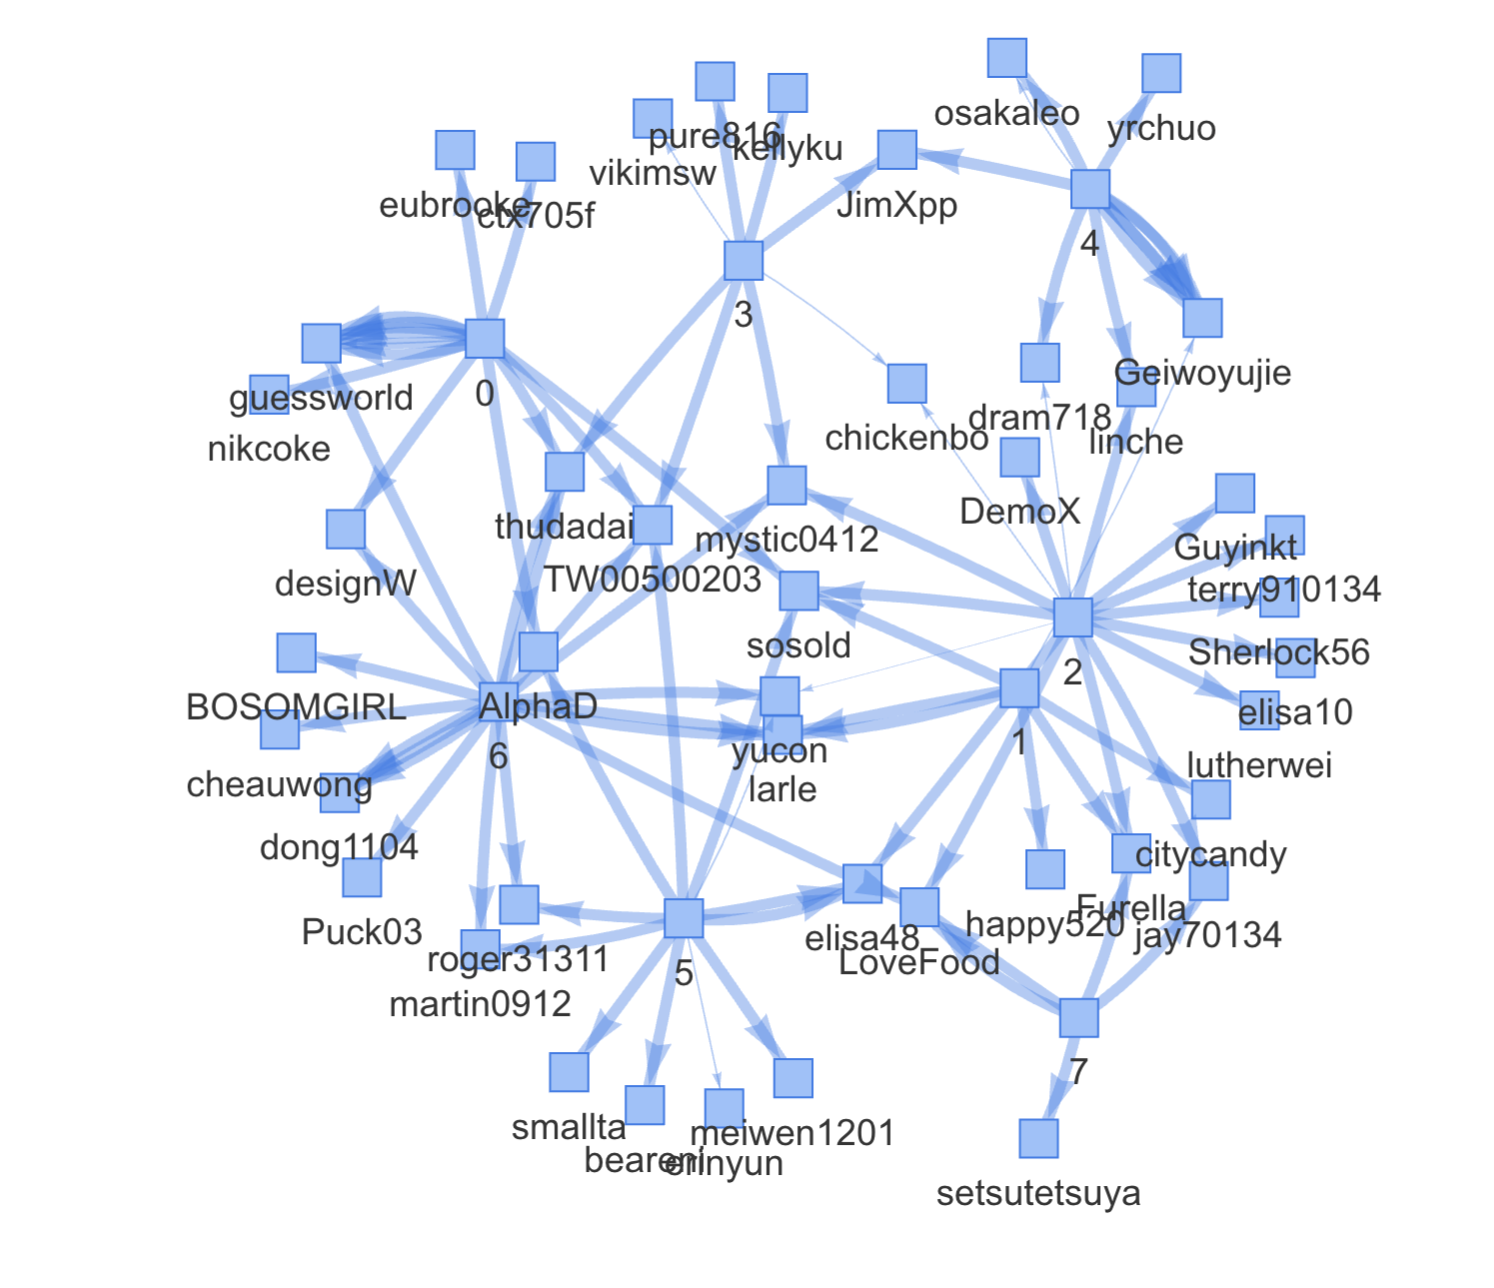 osakaleo
yrchuo
pure816
kellyku
vikimsw
JimXpp
eubrooke
ctx705f
4
3
Geiwoyujie
0
guessworld
dram718
chickenbo
linche
nikcoke
DemoX
thudadai
mystic0412
Guyinkt
designW
TW00500203
terry910134
sosold
Sherlock56
2
BOSOMGIRL
AlphaD
elisa10
1
yucon
6
lutherwei
cheauwong
larle
dong1104
citycandy
Furella
happy520
Puck03
elisa48
jay70134
roger31311
LoveFood
5
martin0912
7
smallta
meiwen1201
beareni
erinyun
setsutetsuya